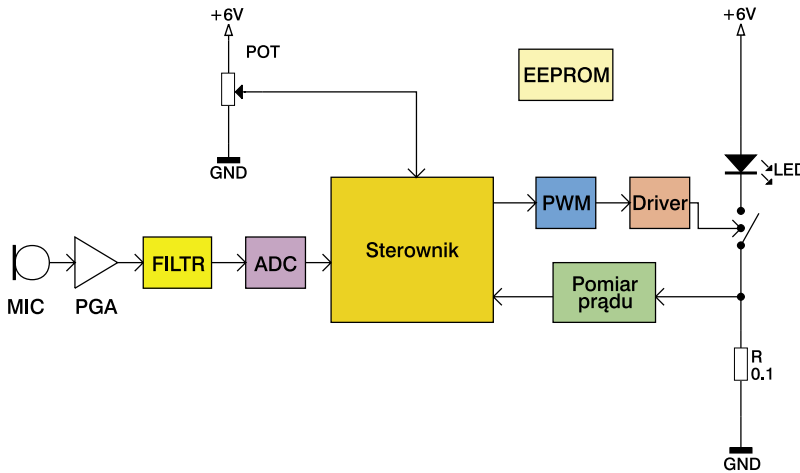 +6V
+6V
POT
EEPROM
GND
LED
PWM
Driver
Sterownik
FILTR
ADC
MIC
PGA
Pomiar
prądu
R
0.1
GND